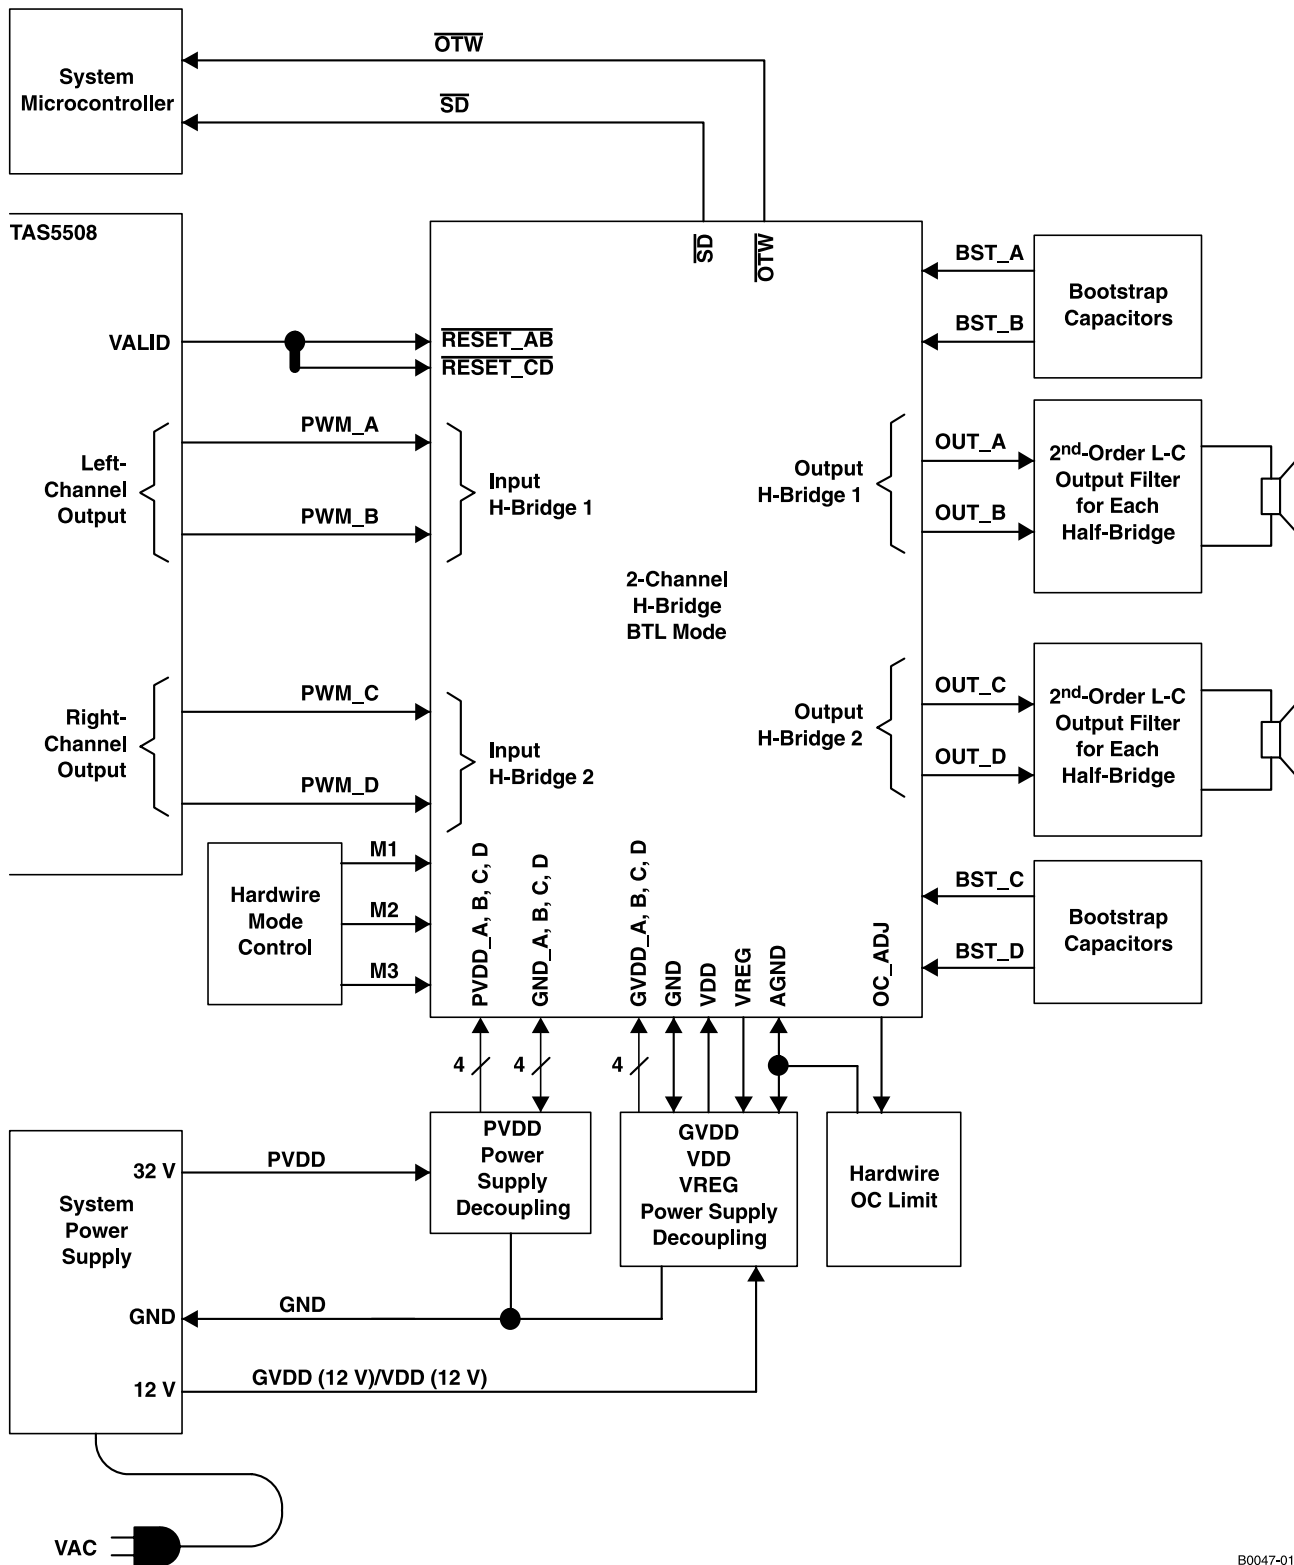 OTW
SD
System
Microcontroller
TAS5508
SD
OTW
BST_A
BST_B
Bootstrap
Capacitors
VALID
RESET_AB
RESET_CD
PWM_A
PWM_B
Left-
Channel
Output
Input
H-Bridge 1
Output
H-Bridge 1
OUT_A
OUT_B
2nd-Order L-C
Output Filter
for Each
Half-Bridge
2-Channel
H-Bridge
BTL Mode
PWM_C
PWM_D
Right-
Channel
Output
Input
H-Bridge 2
Output
H-Bridge 2
OUT_C
OUT_D
2nd-Order L-C
Output Filter
for Each
Half-Bridge
M1
M2
M3
Hardwire
Mode
Control
PVDD_A, B, C, D
GND_A, B, C, D
GVDD_A, B, C, D
GND
VDD
VREG
AGND
OC_ADJ
BST_C
BST_D
Bootstrap
Capacitors
4
4
4
PVDD
Power
Supply
Decoupling
GVDD
VDD
VREG
Power Supply
Decoupling
Hardwire
OC Limit
32 V
PVDD
System
Power
Supply
GND
GND
12 V
GVDD (12 V)/VDD (12 V)
VAC
B0047-01